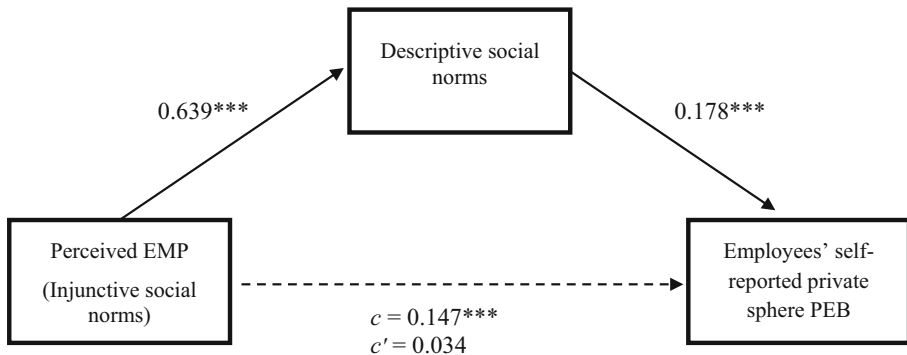 Descriptive social
norms
0.639***
0.178***
Perceived EMP
(Injunctive social
norms)
Employees’ self-
reported private
sphere PEB
c = 0.147***
c' = 0.034